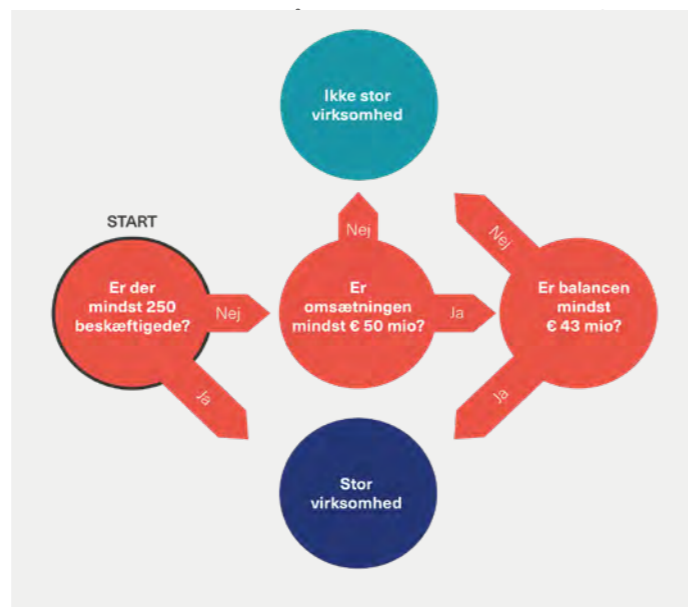 Ikke stor
virksomhed
START
Er der
mindst 250
beskæftigede?
Nej
Nej
Er
omsætningen
mindst € 50 mio?
Ja
Nej
Er balancen
mindst
€ 43 mio?
Ja
Ja
Stor
virksomhed